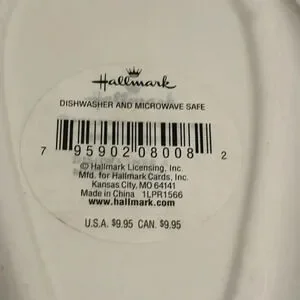 Hallmark
DISHWASHER AND MICROWAVE SAFE
7 95902 08008 2
© Hallmark Licensing, Inc.
Mfd. for Hallmark Cards, Inc.
Kansas City, MO 64141
Made in China 1LPR1566
www.hallmark.com
U.S.A. $9.95 CAN. $9.95